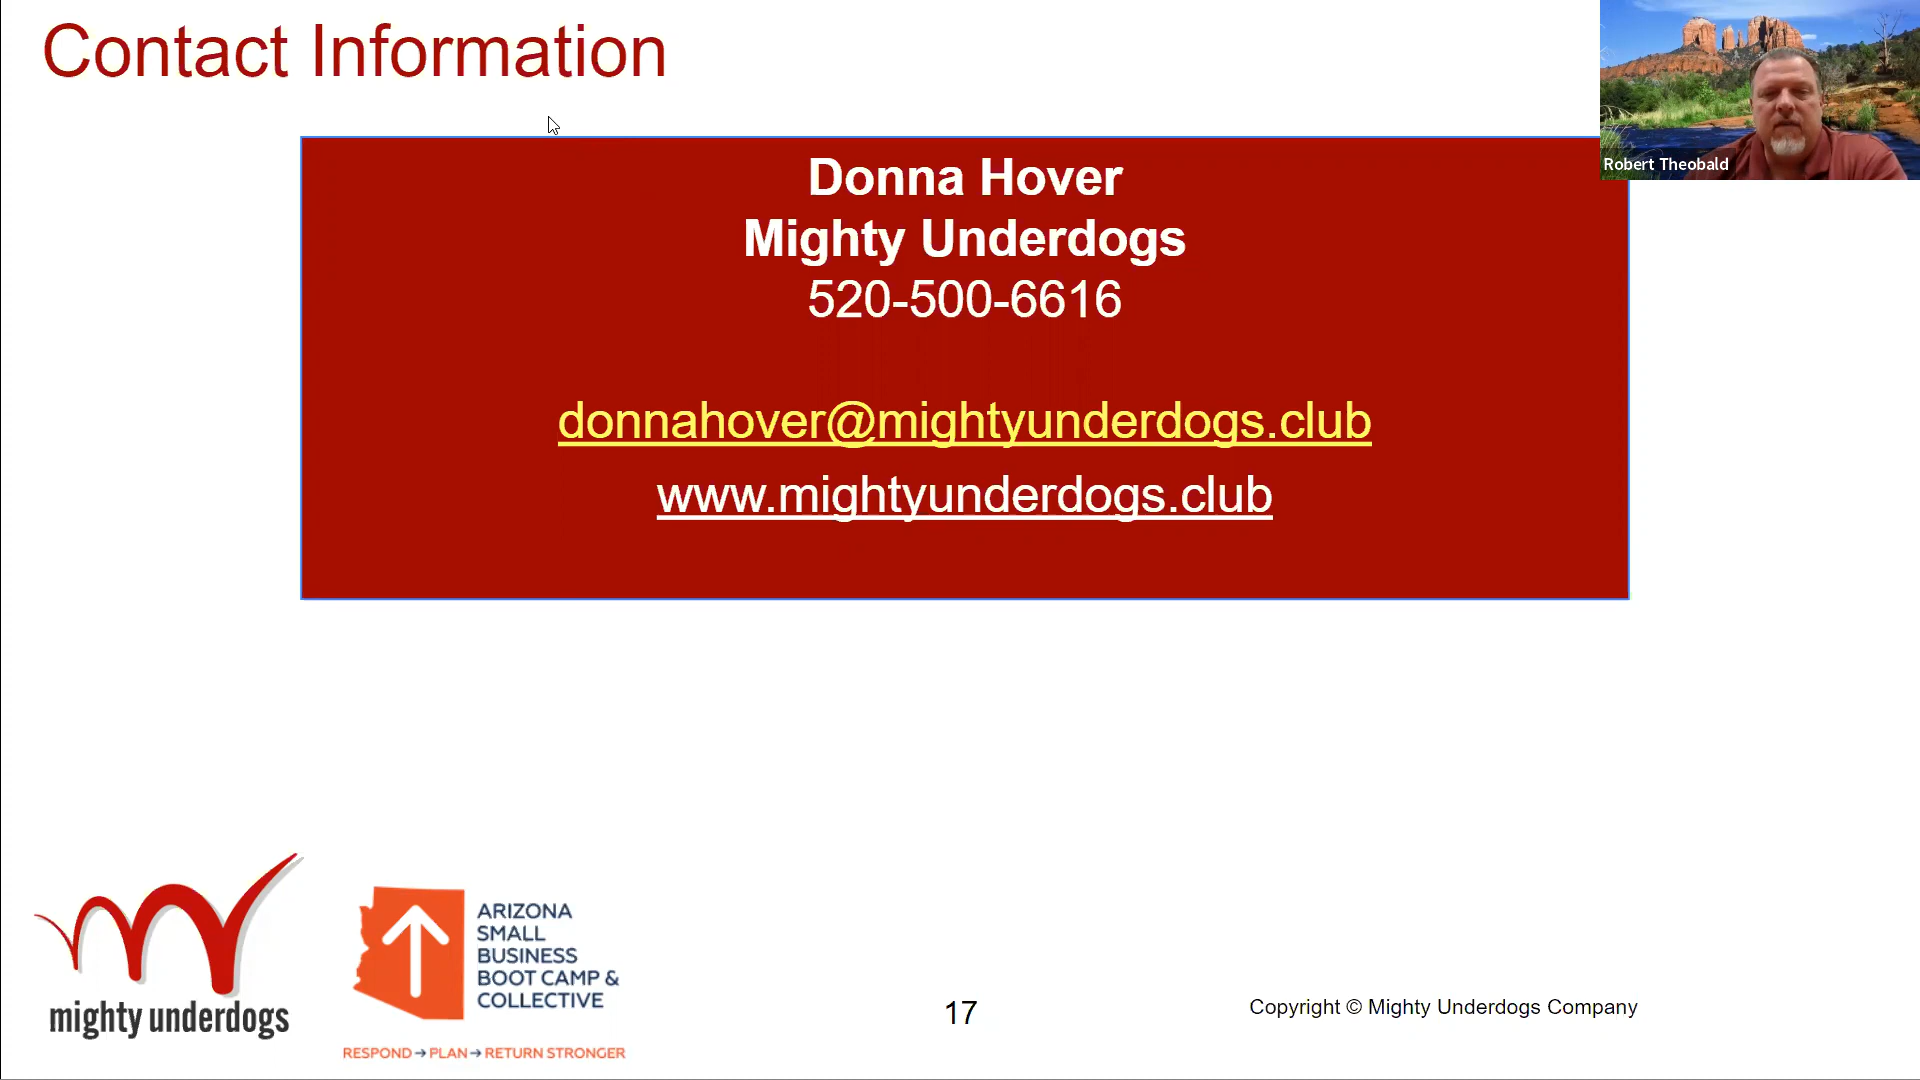 Contact Information
Robert Theobald
Donna Hover
Mighty Underdogs
520-500-6616
donnahover@mightyunderdogs.club
www.mightyunderdogs.club
mighty underdogs
ARIZONA
SMALL
BUSINESS
BOOT CAMP &
COLLECTIVE
RESPOND→PLAN→RETURN STRONGER
17
Copyright © Mighty Underdogs Company